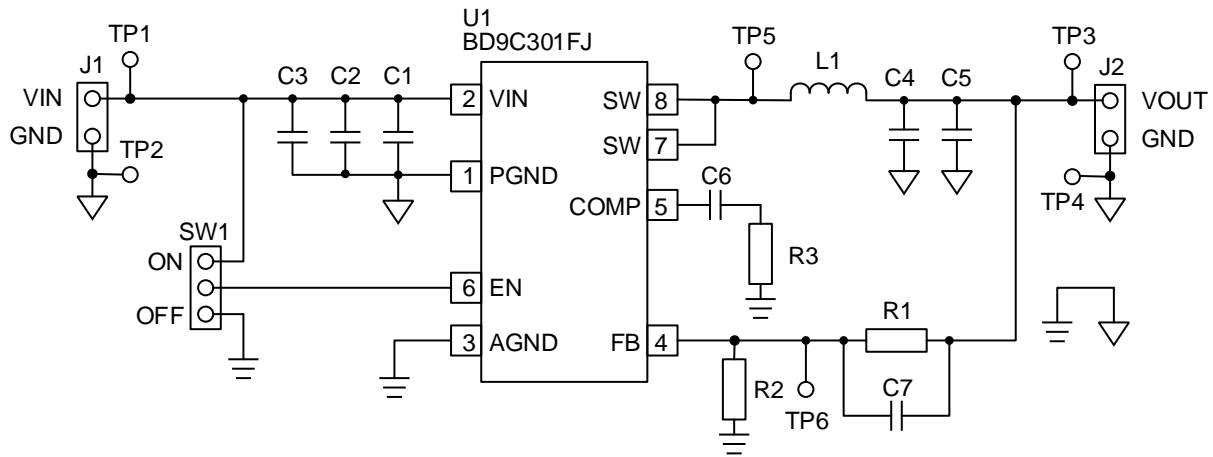 U1
BD9C301FJ
TP1
J1
VIN
GND
TP2
C3
C2
C1
2
VIN
1
PGND
SW1
ON
OFF
6
EN
3
AGND
SW
8
SW
7
COMP
5
FB
4
TP5
L1
C4
C5
TP3
J2
VOUT
GND
TP4
C6
R3
R1
C7
R2
TP6